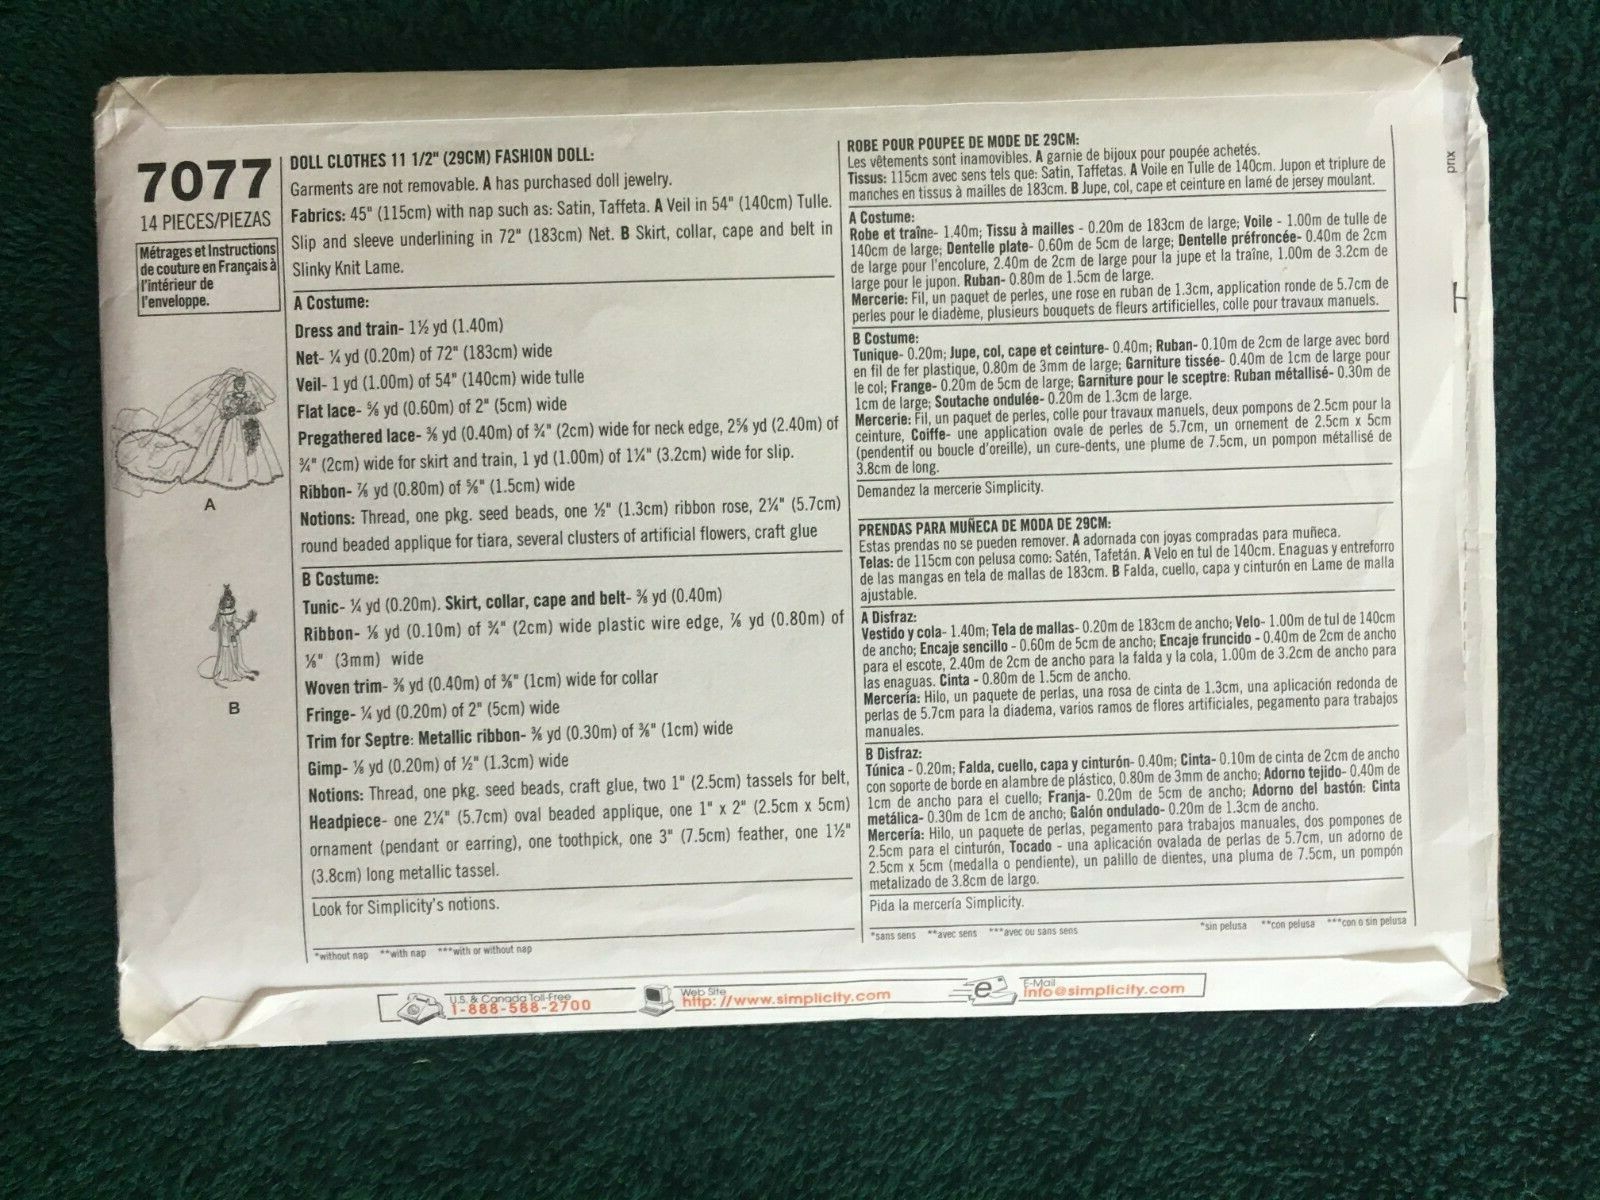 7077
14 PIECES/PIEZAS
Métrages et Instructions
de couture en Français à
l'intérieur de
l'enveloppe.
A
B
DOLL CLOTHES 11 1/2" (29CM) FASHION DOLL:
Garments are not removable. A has purchased doll jewelry.
Fabrics: 45" (115cm) with nap such as: Satin, Taffeta. A Veil in 54" (140cm) Tulle.
Slip and sleeve underlining in 72" (183cm) Net. B Skirt, collar, cape and belt in
Slinky Knit Lame.
A Costume:
Dress and train- 1½ yd (1.40m)
Net- ¼ yd (0.20m) of 72" (183cm) wide
Veil- 1 yd (1.00m) of 54" (140cm) wide tulle
Flat lace- ⅝ yd (0.60m) of 2" (5cm) wide
Pregathered lace- ⅜ yd (0.40m) of ¾" (2cm) wide for neck edge, 2⅝ yd (2.40m) of
¾" (2cm) wide for skirt and train, 1 yd (1.00m) of 1¼" (3.2cm) wide for slip.
Ribbon- ⅞ yd (0.80m) of ⅝" (1.5cm) wide
Notions: Thread, one pkg. seed beads, one ½" (1.3cm) ribbon rose, 2¼" (5.7cm)
round beaded applique for tiara, several clusters of artificial flowers, craft glue
B Costume:
Tunic- ¼ yd (0.20m). Skirt, collar, cape and belt- ⅜ yd (0.40m)
Ribbon- ⅛ yd (0.10m) of ¾" (2cm) wide plastic wire edge, ⅞ yd (0.80m) of
⅛" (3mm) wide
Woven trim- ⅜ yd (0.40m) of ⅜" (1cm) wide for collar
Fringe- ¼ yd (0.20m) of 2" (5cm) wide
Trim for Septre: Metallic ribbon- ⅜ yd (0.30m) of ⅜" (1cm) wide
Gimp- ⅛ yd (0.20m) of ½" (1.3cm) wide
Notions: Thread, one pkg. seed beads, craft glue, two 1" (2.5cm) tassels for belt,
Headpiece- one 2¼" (5.7cm) oval beaded applique, one 1" x 2" (2.5cm x 5cm)
ornament (pendant or earring), one toothpick, one 3" (7.5cm) feather, one 1½"
(3.8cm) long metallic tassel.
Look for Simplicity's notions.
*without nap **with nap ***with or without nap
ROBE POUR POUPEE DE MODE DE 29CM:
Les vêtements sont inamovibles. A garnie de bijoux pour poupée achetés.
Tissus: 115cm avec sens tels que: Satin, Taffetas. A Voile en Tulle de 140cm. Jupon et triplure de
manches en tissu à mailles de 183cm. B Jupe, col, cape et ceinture en lamé de jersey moulant.
A Costume:
Robe et traîne- 1.40m; Tissu à mailles - 0.20m de 183cm de large; Voile - 1.00m de tulle de
140cm de large; Dentelle plate- 0.60m de 5cm de large; Dentelle préfroncée- 0.40m de 2cm
de large pour l'encolure, 2.40m de 2cm de large pour la jupe et la traîne, 1.00m de 3.2cm de
large pour le jupon. Ruban- 0.80m de 1.5cm de large.
Mercerie: Fil, un paquet de perles, une rose en ruban de 1.3cm, application ronde de 5.7cm de
perles pour le diadème, plusieurs bouquets de fleurs artificielles, colle pour travaux manuels.
B Costume:
Tunique- 0.20m; Jupe, col, cape et ceinture- 0.40m; Ruban- 0.10m de 2cm de large avec bord
en fil de fer plastique, 0.80m de 3mm de large; Garniture tissée- 0.40m de 1cm de large pour
le col; Frange- 0.20m de 5cm de large; Garniture pour le sceptre: Ruban métallisé- 0.30m de
1cm de large; Soutache ondulée- 0.20m de 1.3cm de large.
Mercerie: Fil, un paquet de perles, colle pour travaux manuels, deux pompons de 2.5cm pour la
ceinture, Coiffe- une application ovale de perles de 5.7cm, un ornement de 2.5cm x 5cm
(pendentif ou boucle d'oreille), un cure-dents, une plume de 7.5cm, un pompon métallisé de
3.8cm de long.
Demandez la mercerie Simplicity.
PRENDAS PARA MUÑECA DE MODA DE 29CM:
Estas prendas no se pueden remover. A adornada con joyas compradas para muñeca.
Telas: de 115cm con pelusa como: Satén, Tafetán. A Velo en tul de 140cm. Enaguas y entreforro
de las mangas en tela de mallas de 183cm. B Falda, cuello, capa y cinturón en Lame de malla
ajustable.
A Disfraz:
Vestido y cola- 1.40m; Tela de mallas- 0.20m de 183cm de ancho; Velo- 1.00m de tul de 140cm
de ancho; Encaje sencillo - 0.60m de 5cm de ancho; Encaje fruncido - 0.40m de 2cm de ancho
para el escote, 2.40m de 2cm de ancho para la falda y la cola, 1.00m de 3.2cm de ancho para
las enaguas. Cinta - 0.80m de 1.5cm de ancho.
Mercería: Hilo, un paquete de perlas, una rosa de cinta de 1.3cm, una aplicación redonda de
perlas de 5.7cm para la diadema, varios ramos de flores artificiales, pegamento para trabajos
manuales.
B Disfraz:
Túnica - 0.20m; Falda, cuello, capa y cinturón- 0.40m; Cinta- 0.10m de cinta de 2cm de ancho
con soporte de borde en alambre de plástico, 0.80m de 3mm de ancho; Adorno tejido- 0.40m de
1cm de ancho para el cuello; Franja- 0.20m de 5cm de ancho; Adorno del bastón: Cinta
metálica- 0.30m de 1cm de ancho; Galón ondulado- 0.20m de 1.3cm de ancho.
Mercería: Hilo, un paquete de perlas, pegamento para trabajos manuales, dos pompones de
2.5cm para el cinturón, Tocado - una aplicación ovalada de perlas de 5.7cm, un adorno de
2.5cm x 5cm (medalla o pendiente), un palillo de dientes, una pluma de 7.5cm, un pompón
metalizado de 3.8cm de largo.
Pida la mercería Simplicity.
*sans sens **avec sens ***avec ou sans sens
*sin pelusa **con pelusa ***con o sin pelusa
U.S. & Canada Toll-Free
1-888-588-2700
Web Site
http://www.simplicity.com
E-Mail
info@simplicity.com
prix